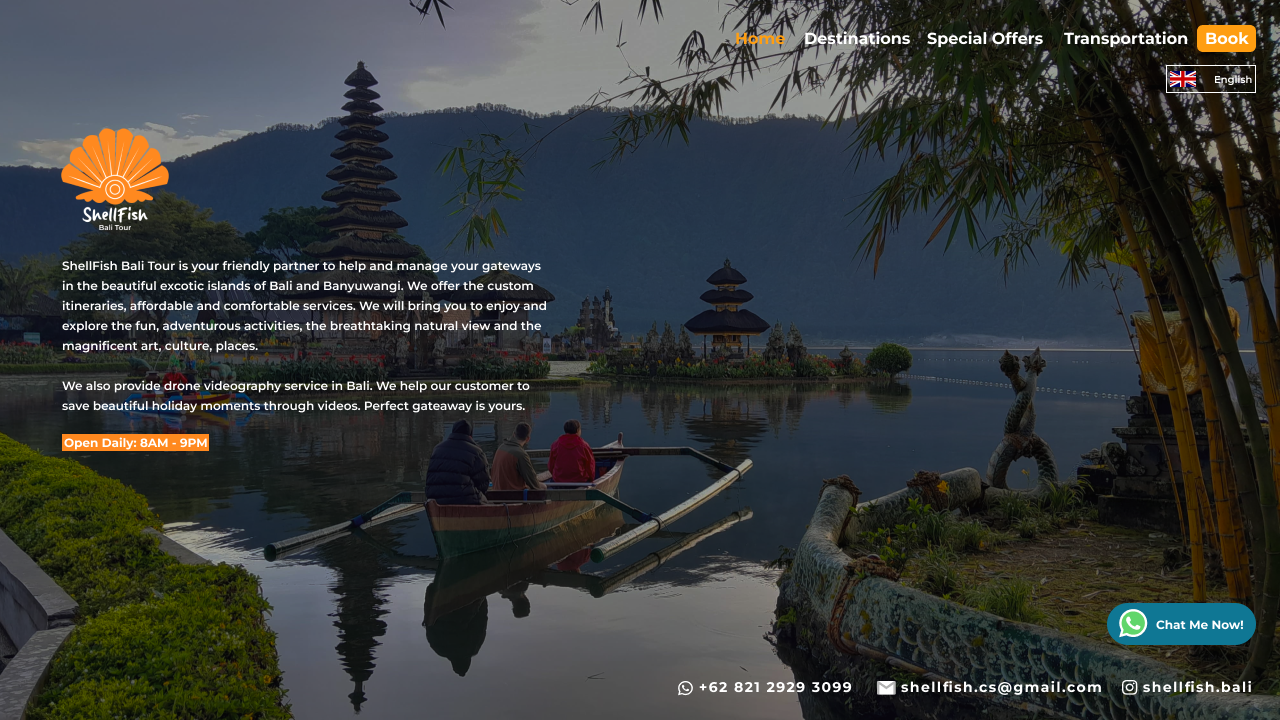 Home Destinations Special Offers Transportation Book
English
ShellFish
Bali Tour
ShellFish Bali Tour is your friendly partner to help and manage your gateways
in the beautiful excotic islands of Bali and Banyuwangi. We offer the custom
itineraries, affordable and comfortable services. We will bring you to enjoy and
explore the fun, adventurous activities, the breathtaking natural view and the
magnificent art, culture, places.
We also provide drone videography service in Bali. We help our customer to
save beautiful holiday moments through videos. Perfect gateaway is yours.
Open Daily: 8AM - 9PM
Chat Me Now!
+62 821 2929 3099 shellfish.cs@gmail.com shellfish.bali